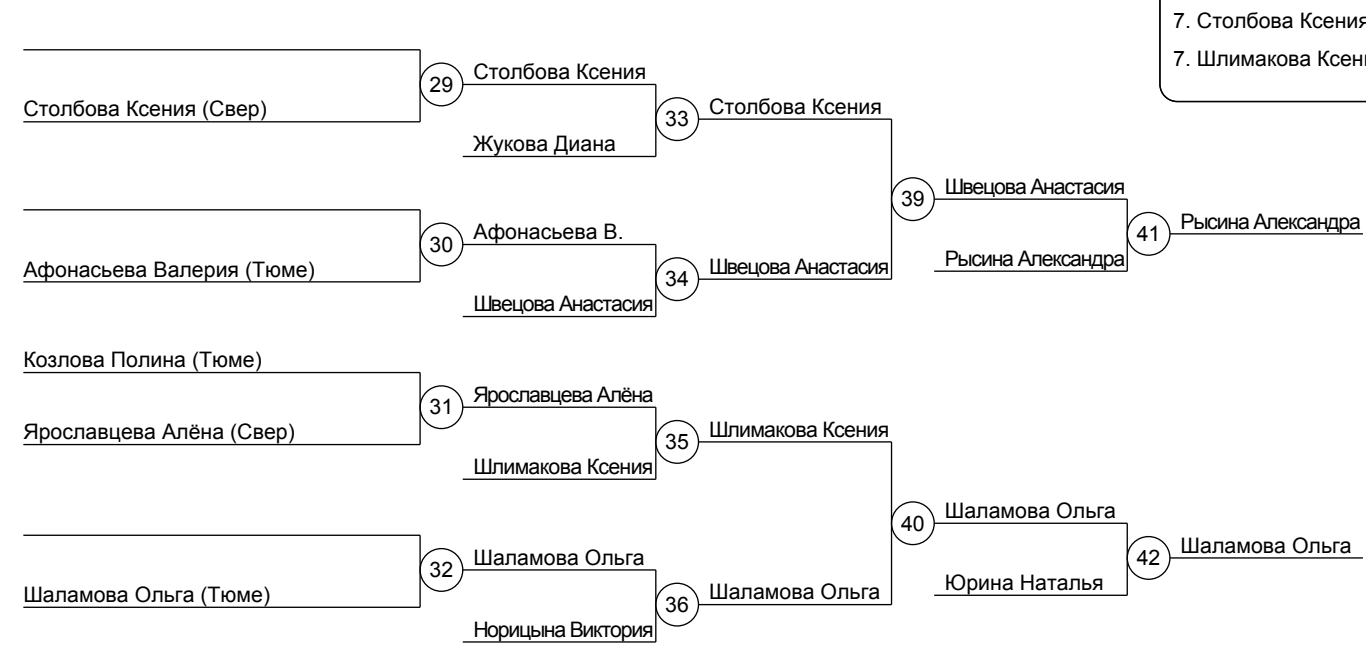 7. Столбова Ксения
7. Шлимакова Ксени
Столбова Ксения (Свер)
29
Столбова Ксения
Жукова Диана
33
Столбова Ксения
Афонасьева Валерия (Тюме)
30
Афонасьева В.
Швецова Анастасия
34
Швецова Анастасия
39
Швецова Анастасия
Рысина Александра
41
Рысина Александра
Козлова Полина (Тюме)
Ярославцева Алёна (Свер)
31
Ярославцева Алёна
Шлимакова Ксения
35
Шлимакова Ксения
Шаламова Ольга (Тюме)
32
Шаламова Ольга
Норицына Виктория
36
Шаламова Ольга
40
Шаламова Ольга
Юрина Наталья
42
Шаламова Ольга